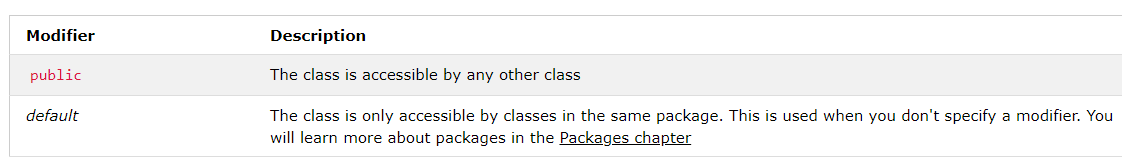 Modifier Description
public The class is accessible by any other class
default The class is only accessible by classes in the same package. This is used when you don't specify a modifier. You
will learn more about packages in the Packages chapter